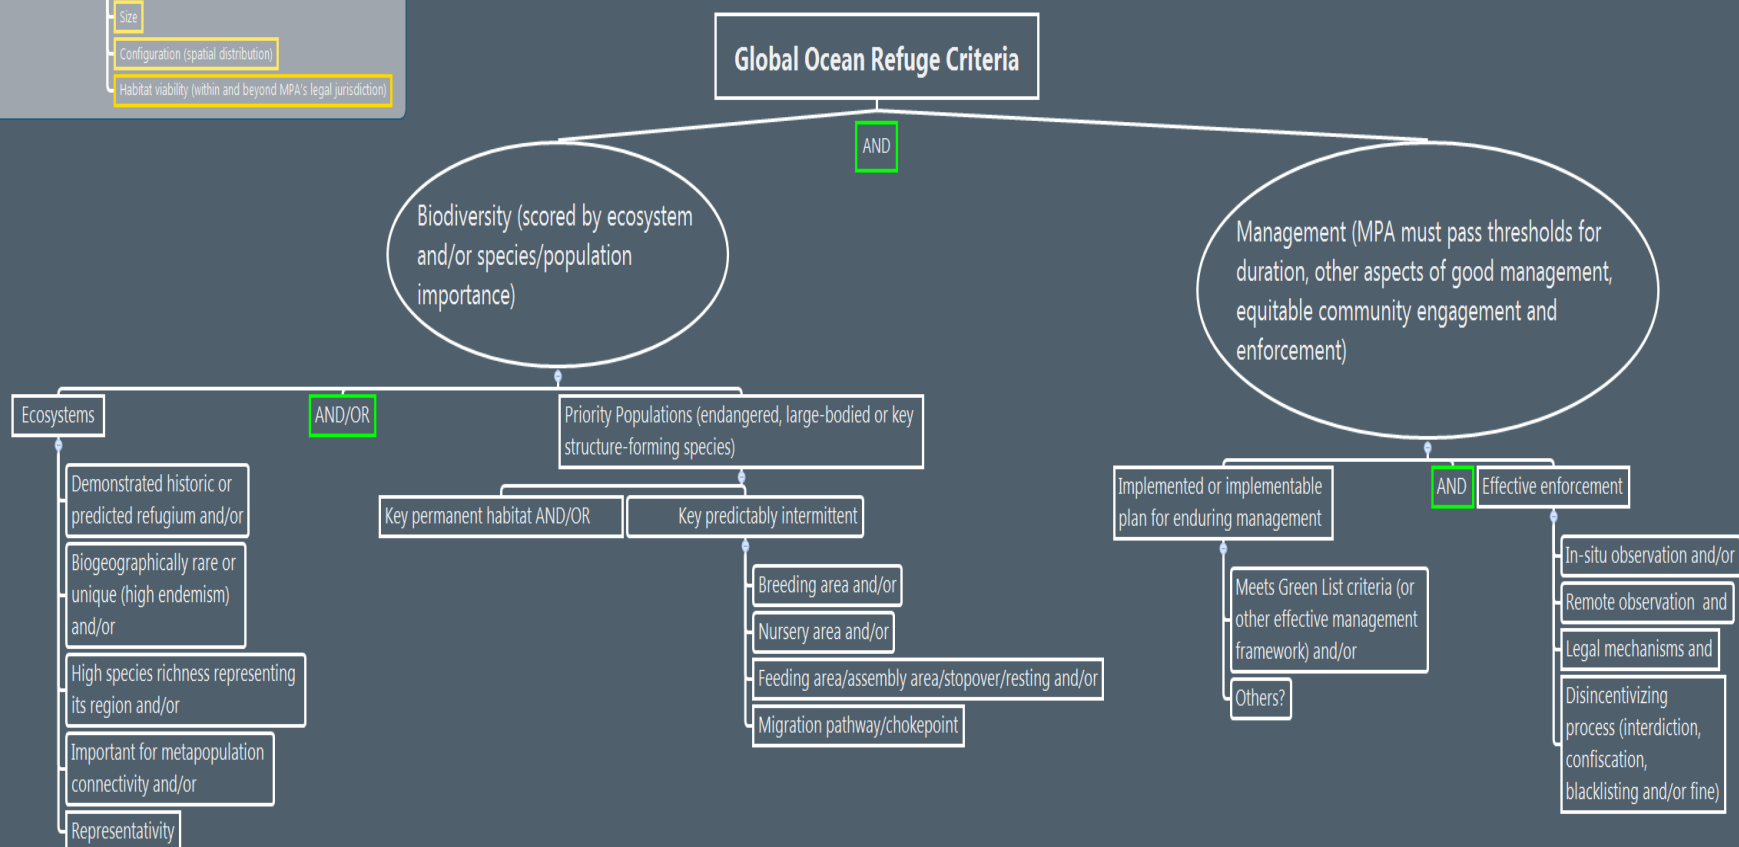 Size
Configuration (spatial distribution)
Habitat viability (within and beyond MPA's legal jurisdiction)
Global Ocean Refuge Criteria
AND
Biodiversity (scored by ecosystem
and/or species/population
importance)
Management (MPA must pass thresholds for
duration, other aspects of good management,
equitable community engagement and
enforcement)
Ecosystems
AND/OR
Priority Populations (endangered, large-bodied or key
structure-forming species)
Demonstrated historic or
predicted refugium and/or
Biogeographically rare or
unique (high endemism)
and/or
High species richness representing
its region and/or
Important for metapopulation
connectivity and/or
Representativity
Key permanent habitat AND/OR
Key predictably intermittent
Breeding area and/or
Nursery area and/or
Feeding area/assembly area/stopover/resting and/or
Migration pathway/chokepoint
Implemented or implementable
plan for enduring management
AND
Effective enforcement
Meets Green List criteria (or
other effective management
framework) and/or
Others?
In-situ observation and/or
Remote observation  and
Legal mechanisms and
Disincentivizing
process (interdiction,
confiscation,
blacklisting and/or fine)